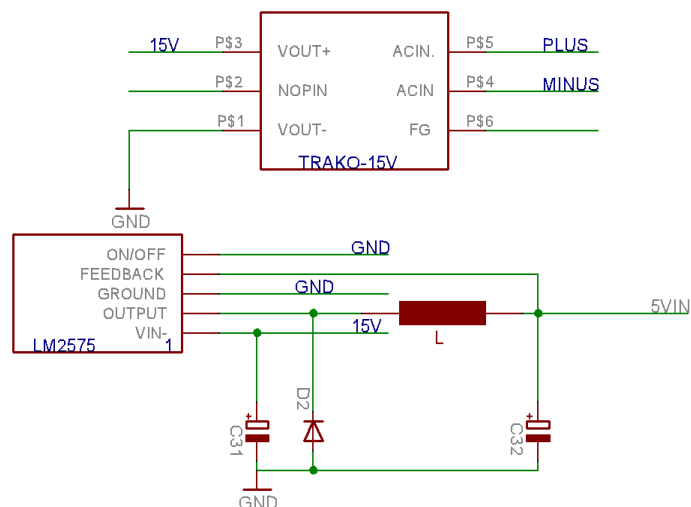 15V P$3 VOUT+ ACIN. P$5 PLUS
P$2 NOPIN ACIN P$4 MINUS
P$1 VOUT- FG P$6
TRAKO-15V
GND
ON/OFF GND
FEEDBACK
GROUND GND
OUTPUT 5VIN
VIN- 15V
LM2575 1 L
D2
+ C31 + C32
GND